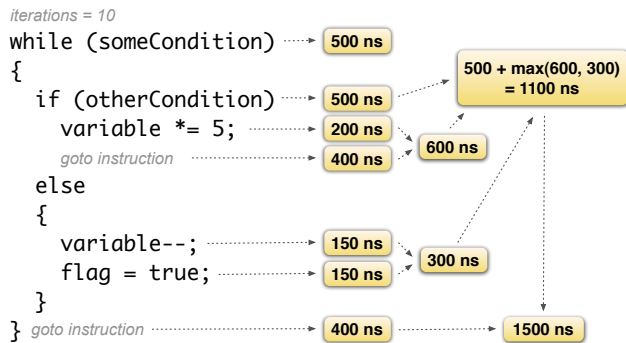 iterations = 10
while (someCondition) 500 ns
{
500 + max(600, 300)
= 1100 ns
if (otherCondition) 500 ns
variable *= 5; 200 ns
600 ns
goto instruction 400 ns
else
{
variable--; 150 ns
300 ns
flag = true; 150 ns
}
} goto instruction 400 ns 1500 ns